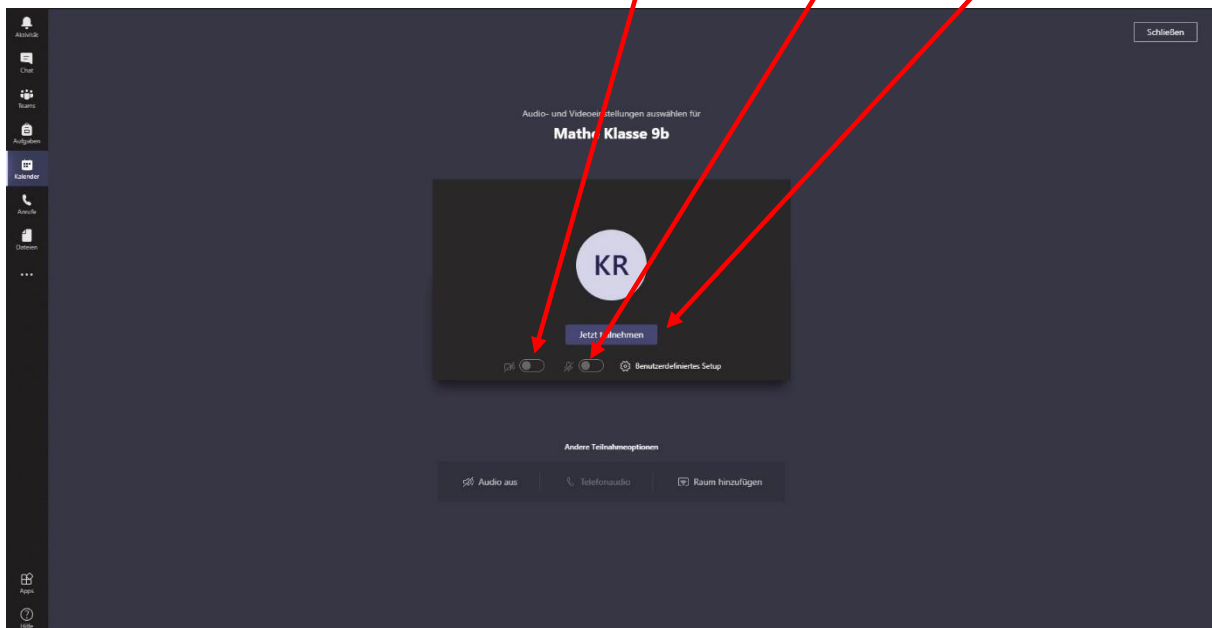 Aktivität
Chat
Teams
Aufgaben
Kalender
Anrufe
Dateien
Apps
Hilfe
Schließen
Audio- und Videoeinstellungen auswählen für
Mathe Klasse 9b
KR
Jetzt teilnehmen
Benutzerdefiniertes Setup
Andere Teilnahmeoptionen
Audio aus Telefonaudio Raum hinzufügen